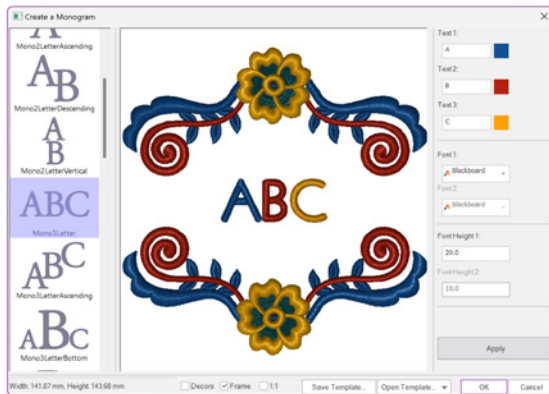 Create a Monogram
A
Mono2LetterAscending
AB
Mono2LetterDescending
A
B
Mono2LetterVertical
ABC
Mono3Letter
ABC
Mono3LetterAscending
ABC
Mono3LetterBottom
ABC
Text 1:
A
Text 2:
B
Text 3:
C
Font 1:
Blackboard
Font 2:
Blackboard
Font Height 1:
20.0
Font Height 2:
18.0
Apply
Width: 141.87 mm, Height: 143.68 mm
Decors
Frame
1:1
Save Template...
Open Template...
OK
Cancel